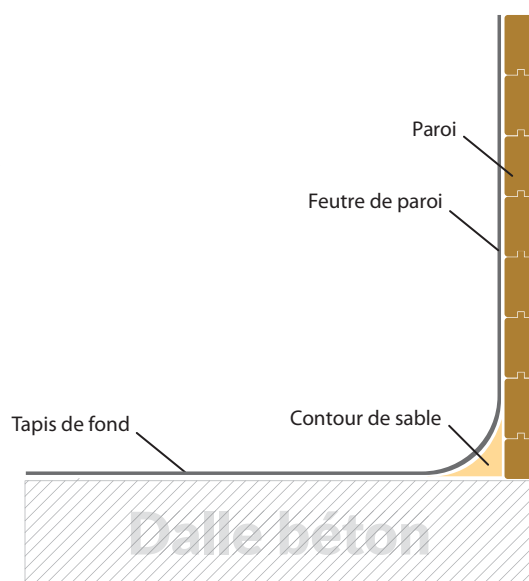 Paroi
Feutre de paroi
Contour de sable
Tapis de fond
Dalle béton